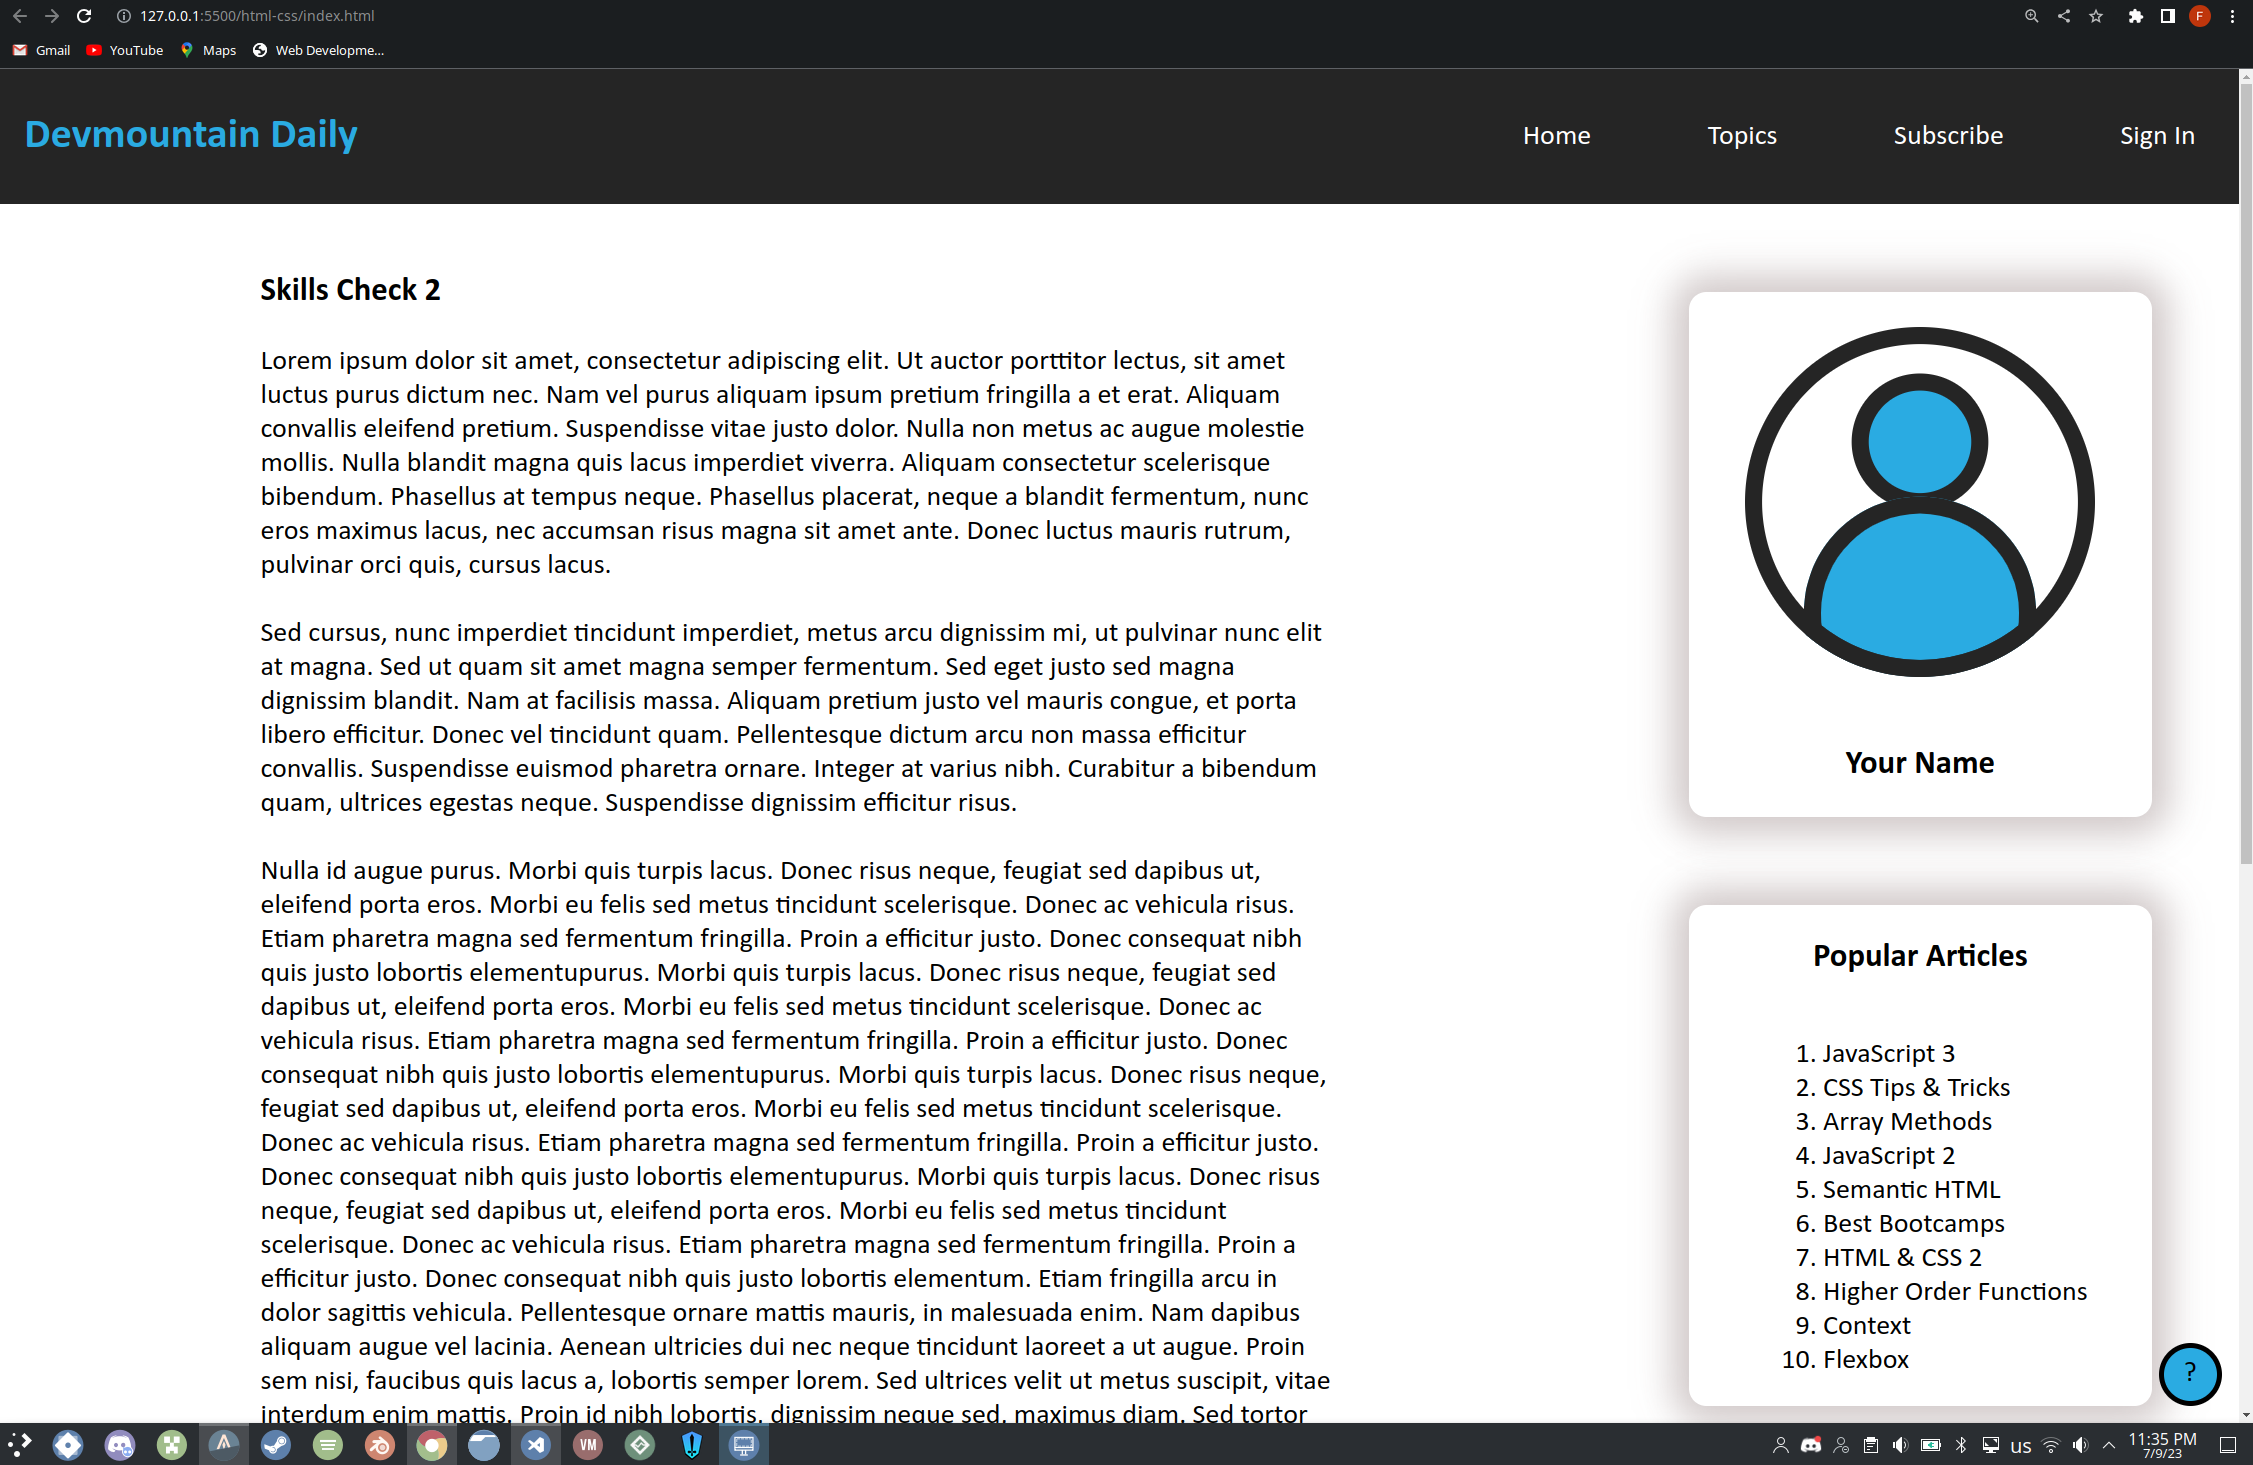 127.0.0.1:5500/html-css/index.html
F
Gmail
YouTube
Maps
Web Developme...
Devmountain Daily
Home
Topics
Subscribe
Sign In
Skills Check 2
Lorem ipsum dolor sit amet, consectetur adipiscing elit. Ut auctor porttitor lectus, sit amet
luctus purus dictum nec. Nam vel purus aliquam ipsum pretium fringilla a et erat. Aliquam
convallis eleifend pretium. Suspendisse vitae justo dolor. Nulla non metus ac augue molestie
mollis. Nulla blandit magna quis lacus imperdiet viverra. Aliquam consectetur scelerisque
bibendum. Phasellus at tempus neque. Phasellus placerat, neque a blandit fermentum, nunc
eros maximus lacus, nec accumsan risus magna sit amet ante. Donec luctus mauris rutrum,
pulvinar orci quis, cursus lacus.
Sed cursus, nunc imperdiet tincidunt imperdiet, metus arcu dignissim mi, ut pulvinar nunc elit
at magna. Sed ut quam sit amet magna semper fermentum. Sed eget justo sed magna
dignissim blandit. Nam at facilisis massa. Aliquam pretium justo vel mauris congue, et porta
libero efficitur. Donec vel tincidunt quam. Pellentesque dictum arcu non massa efficitur
convallis. Suspendisse euismod pharetra ornare. Integer at varius nibh. Curabitur a bibendum
quam, ultrices egestas neque. Suspendisse dignissim efficitur risus.
Nulla id augue purus. Morbi quis turpis lacus. Donec risus neque, feugiat sed dapibus ut,
eleifend porta eros. Morbi eu felis sed metus tincidunt scelerisque. Donec ac vehicula risus.
Etiam pharetra magna sed fermentum fringilla. Proin a efficitur justo. Donec consequat nibh
quis justo lobortis elementupurus. Morbi quis turpis lacus. Donec risus neque, feugiat sed
dapibus ut, eleifend porta eros. Morbi eu felis sed metus tincidunt scelerisque. Donec ac
vehicula risus. Etiam pharetra magna sed fermentum fringilla. Proin a efficitur justo. Donec
consequat nibh quis justo lobortis elementupurus. Morbi quis turpis lacus. Donec risus neque,
feugiat sed dapibus ut, eleifend porta eros. Morbi eu felis sed metus tincidunt scelerisque.
Donec ac vehicula risus. Etiam pharetra magna sed fermentum fringilla. Proin a efficitur justo.
Donec consequat nibh quis justo lobortis elementupurus. Morbi quis turpis lacus. Donec risus
neque, feugiat sed dapibus ut, eleifend porta eros. Morbi eu felis sed metus tincidunt
scelerisque. Donec ac vehicula risus. Etiam pharetra magna sed fermentum fringilla. Proin a
efficitur justo. Donec consequat nibh quis justo lobortis elementum. Etiam fringilla arcu in
dolor sagittis vehicula. Pellentesque ornare mattis mauris, in malesuada enim. Nam dapibus
aliquam augue vel lacinia. Aenean ultricies dui nec neque tincidunt laoreet a ut augue. Proin
sem nisi, faucibus quis lacus a, lobortis semper lorem. Sed ultrices velit ut metus suscipit, vitae
interdum enim mattis. Proin id nibh lobortis, dignissim neque sed, maximus diam. Sed tortor
Your Name
Popular Articles
1. JavaScript 3
2. CSS Tips & Tricks
3. Array Methods
4. JavaScript 2
5. Semantic HTML
6. Best Bootcamps
7. HTML & CSS 2
8. Higher Order Functions
9. Context
10. Flexbox
?
VM
us
11:35 PM
7/9/23